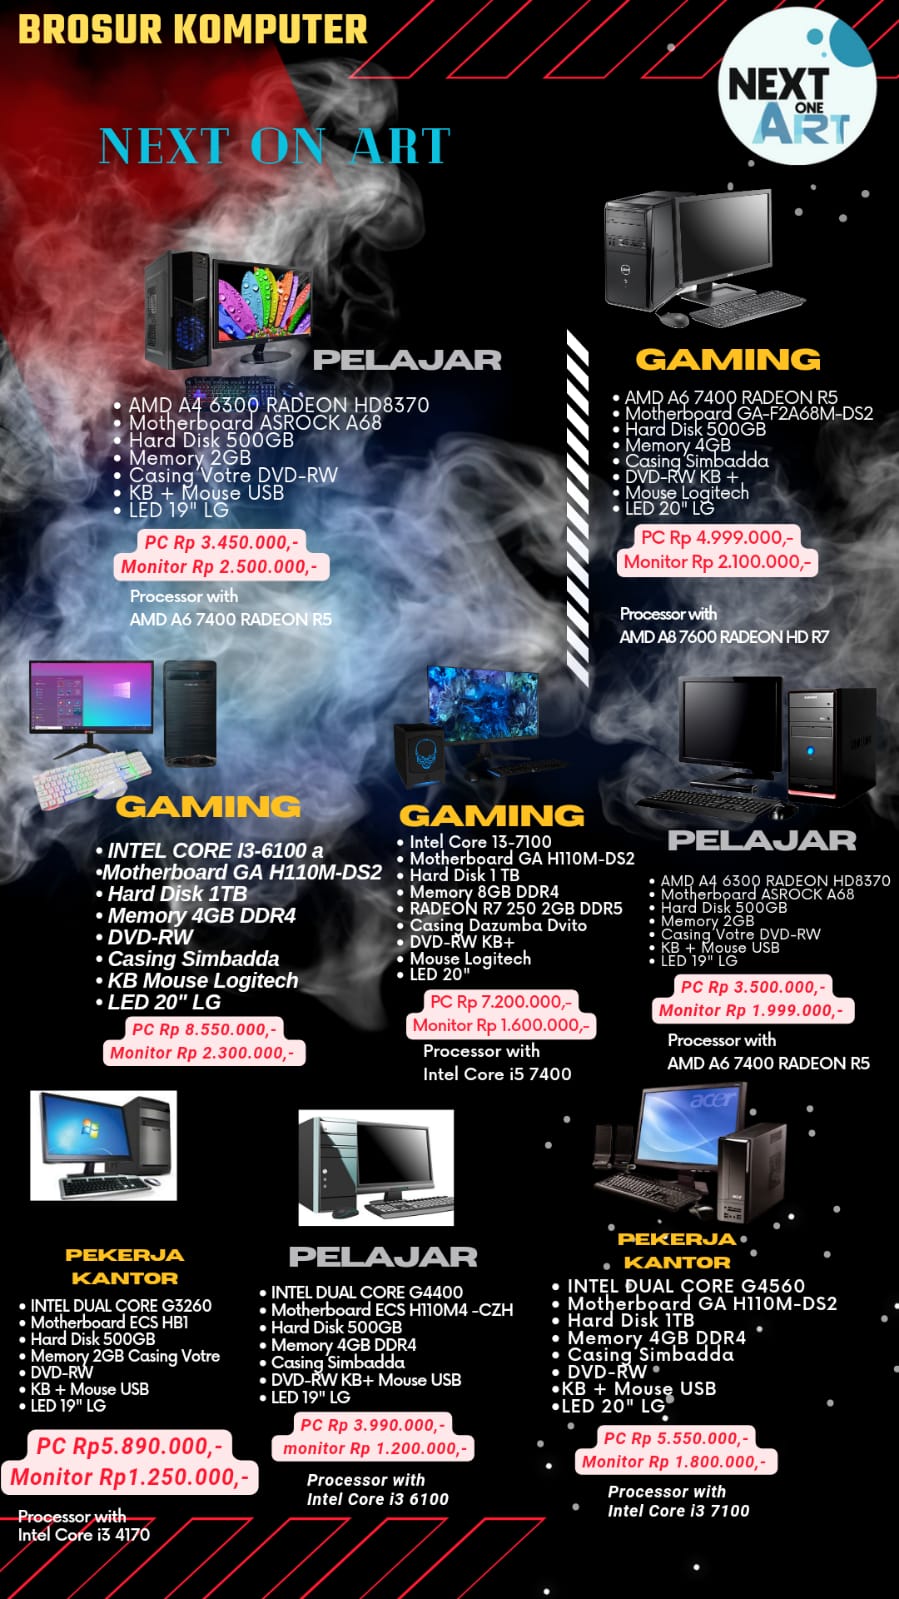 BROSUR KOMPUTER
NEXT
ONE
ART
NEXT ON ART
PELAJAR
• AMD A4 6300 RADEON HD8370
• Motherboard ASROCK A68
• Hard Disk 500GB
• Memory 2GB
• Casing Votre DVD-RW
• KB + Mouse USB
• LED 19" LG
PC Rp 3.450.000,-
Monitor Rp 2.500.000,-
Processor with
AMD A6 7400 RADEON R5
GAMING
• AMD A6 7400 RADEON R5
• Motherboard GA-F2A68M-DS2
• Hard Disk 500GB
• Memory 4GB
• Casing Simbadda
• DVD-RW KB +
• Mouse Logitech
• LED 20" LG
PC Rp 4.999.000,-
Monitor Rp 2.100.000,-
Processor with
AMD A8 7600 RADEON HD R7
GAMING
• INTEL CORE I3-6100 a
•Motherboard GA H110M-DS2
• Hard Disk 1TB
• Memory 4GB DDR4
• DVD-RW
• Casing Simbadda
• KB Mouse Logitech
• LED 20" LG
PC Rp 8.550.000,-
Monitor Rp 2.300.000,-
GAMING
• Intel Core 13-7100
• Motherboard GA H110M-DS2
• Hard Disk 1 TB
• Memory 8GB DDR4
• RADEON R7 250 2GB DDR5
• Casing Dazumba Dvito
• DVD-RW KB+
• Mouse Logitech
• LED 20"
PC Rp 7.200.000,-
Monitor Rp 1.600.000,-
Processor with
Intel Core i5 7400
PELAJAR
• AMD A4 6300 RADEON HD8370
• Motherboard ASROCK A68
• Hard Disk 500GB
• Memory 2GB
• Casing Votre DVD-RW
• KB + Mouse USB
• LED 19" LG
PC Rp 3.500.000,-
Monitor Rp 1.999.000,-
Processor with
AMD A6 7400 RADEON R5
PEKERJA
KANTOR
• INTEL DUAL CORE G3260
• Motherboard ECS HB1
• Hard Disk 500GB
• Memory 2GB Casing Votre
• DVD-RW
• KB + Mouse USB
• LED 19" LG
PC Rp5.890.000,-
Monitor Rp1.250.000,-
Processor with
Intel Core i3 4170
PELAJAR
• INTEL DUAL CORE G4400
• Motherboard ECS H110M4 -CZH
• Hard Disk 500GB
• Memory 4GB DDR4
• Casing Simbadda
• DVD-RW KB+ Mouse USB
• LED 19" LG
PC Rp 3.990.000,-
monitor Rp 1.200.000,-
Processor with
Intel Core i3 6100
acer
PEKERJA
KANTOR
• INTEL DUAL CORE G4560
• Motherboard GA H110M-DS2
• Hard Disk 1TB
• Memory 4GB DDR4
• Casing Simbadda
• DVD-RW
•KB + Mouse USB
•LED 20" LG
PC Rp 5.550.000,-
Monitor Rp 1.800.000,-
Processor with
Intel Core i3 7100